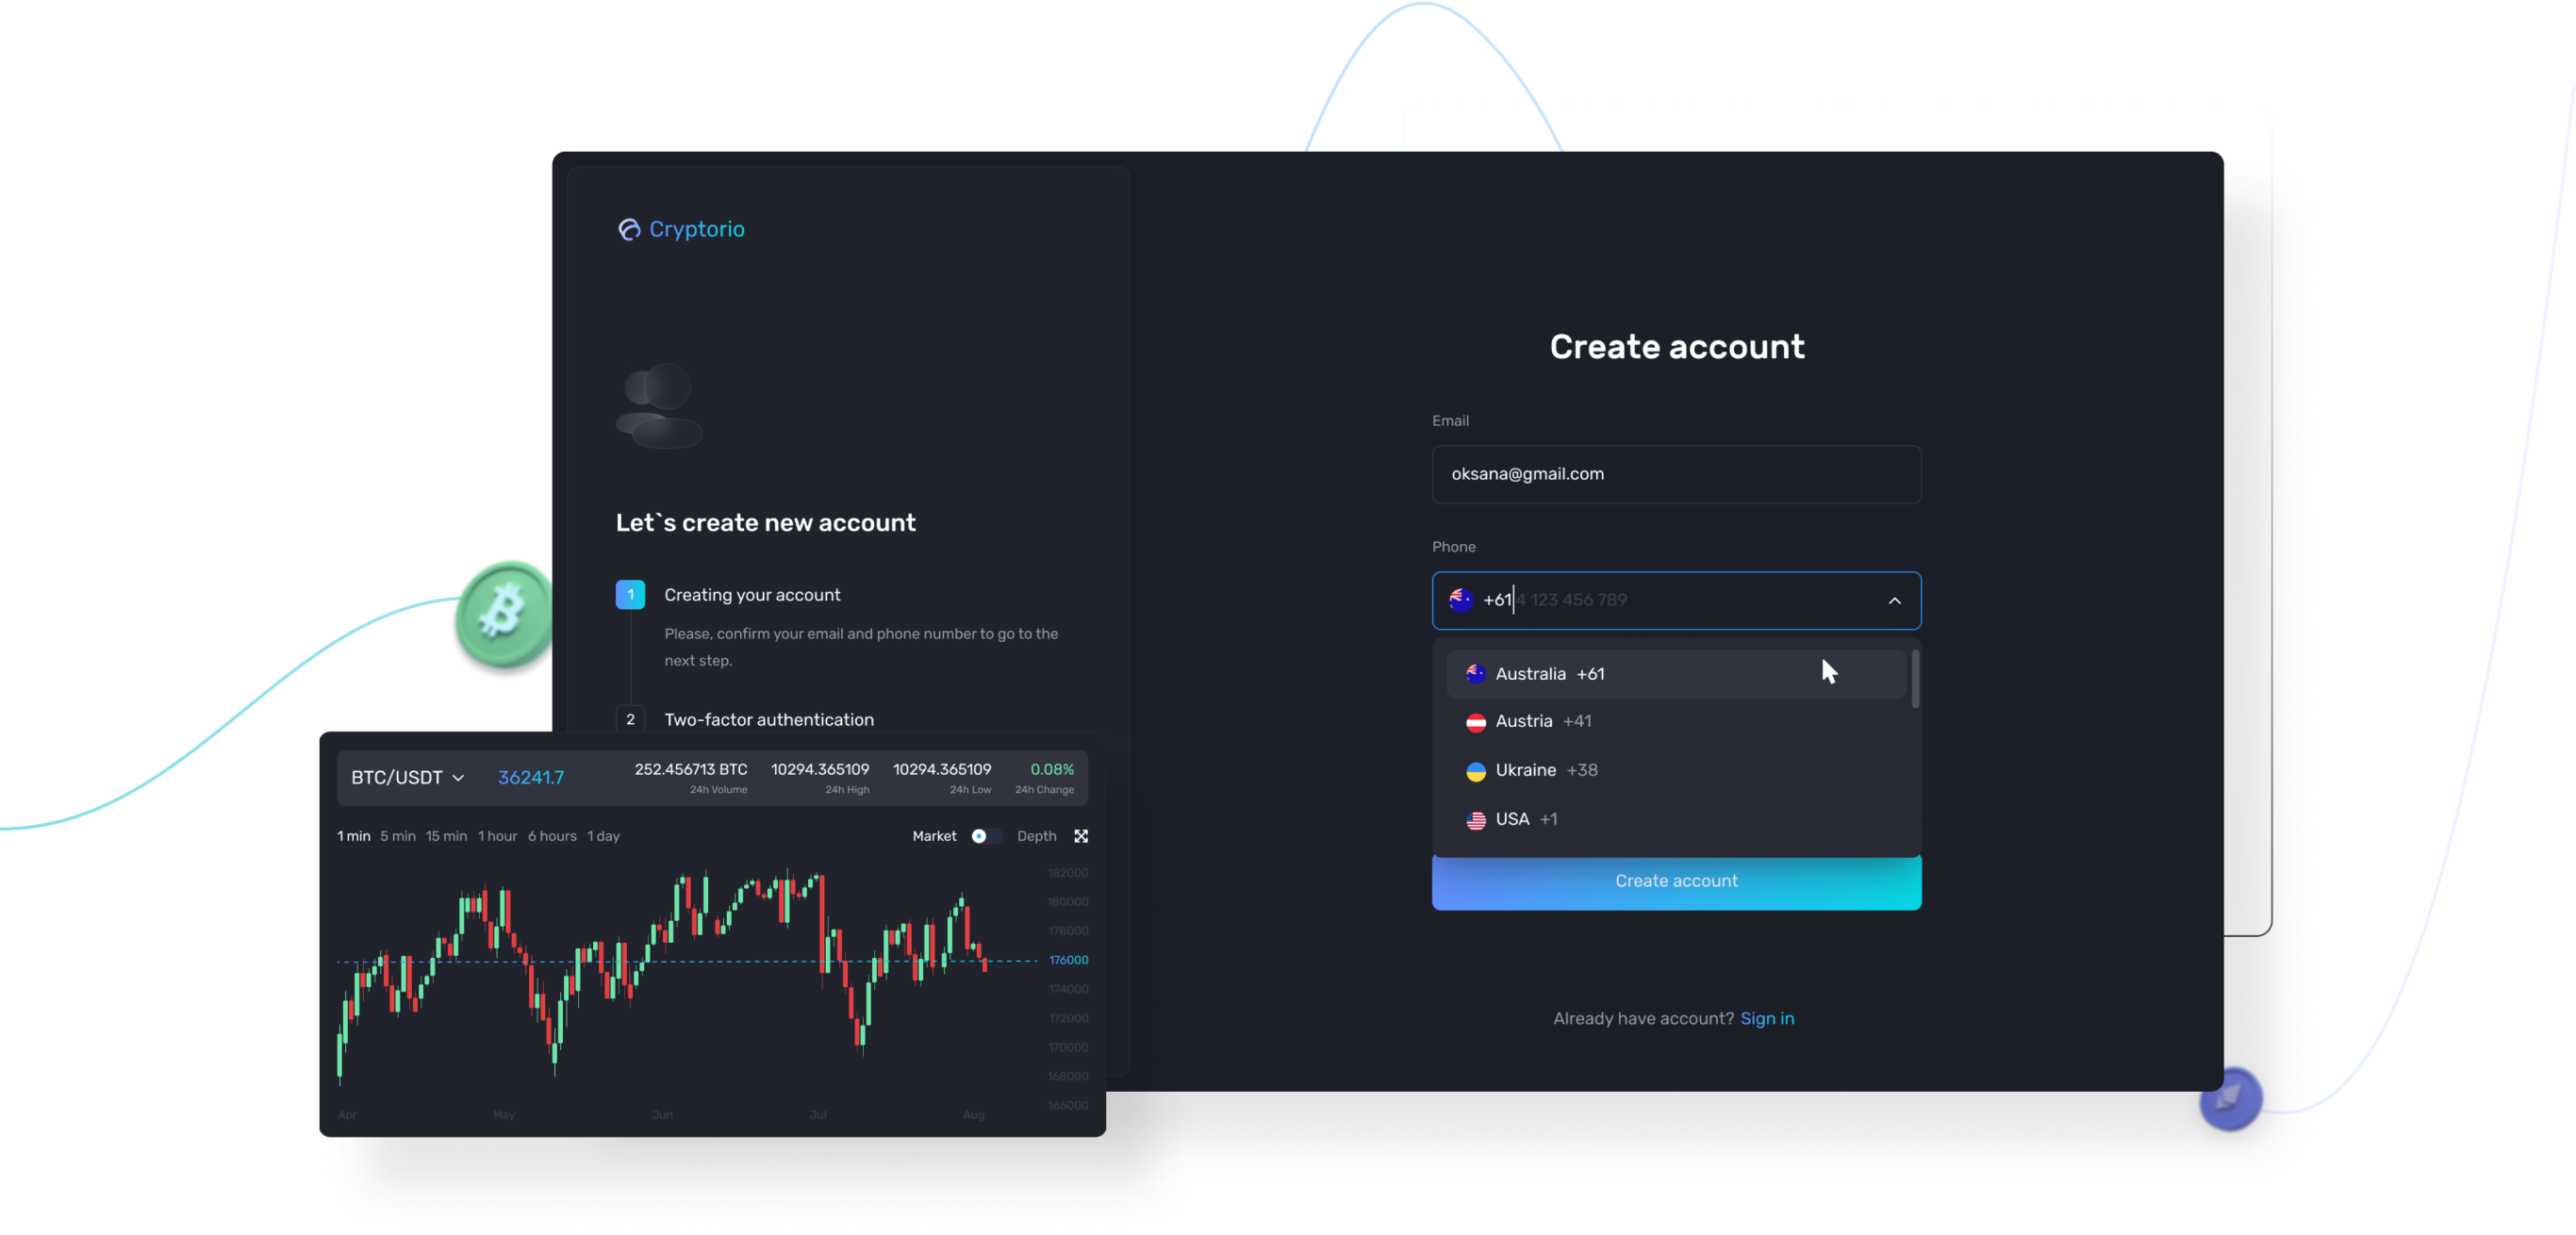 Cryptorio
Let`s create new account
1 Creating your account
Please, confirm your email and phone number to go to the
next step.
2 Two-factor authentication
BTC/USDT 36241.7 252.456713 BTC 10294.365109 10294.365109 0.08%
24h Volume 24h High 24h Low 24h Change
1 min 5 min 15 min 1 hour 6 hours 1 day Market Depth
182000
180000
178000
176000
174000
172000
170000
168000
166000
Apr May Jun Jul Aug
Create account
Email
oksana@gmail.com
Phone
+61 4 123 456 789
Australia +61
Austria +41
Ukraine +38
USA +1
Create account
Already have account? Sign in